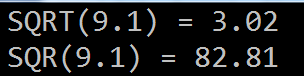 SQRT(9.1) = 3.02
SQR(9.1) = 82.81